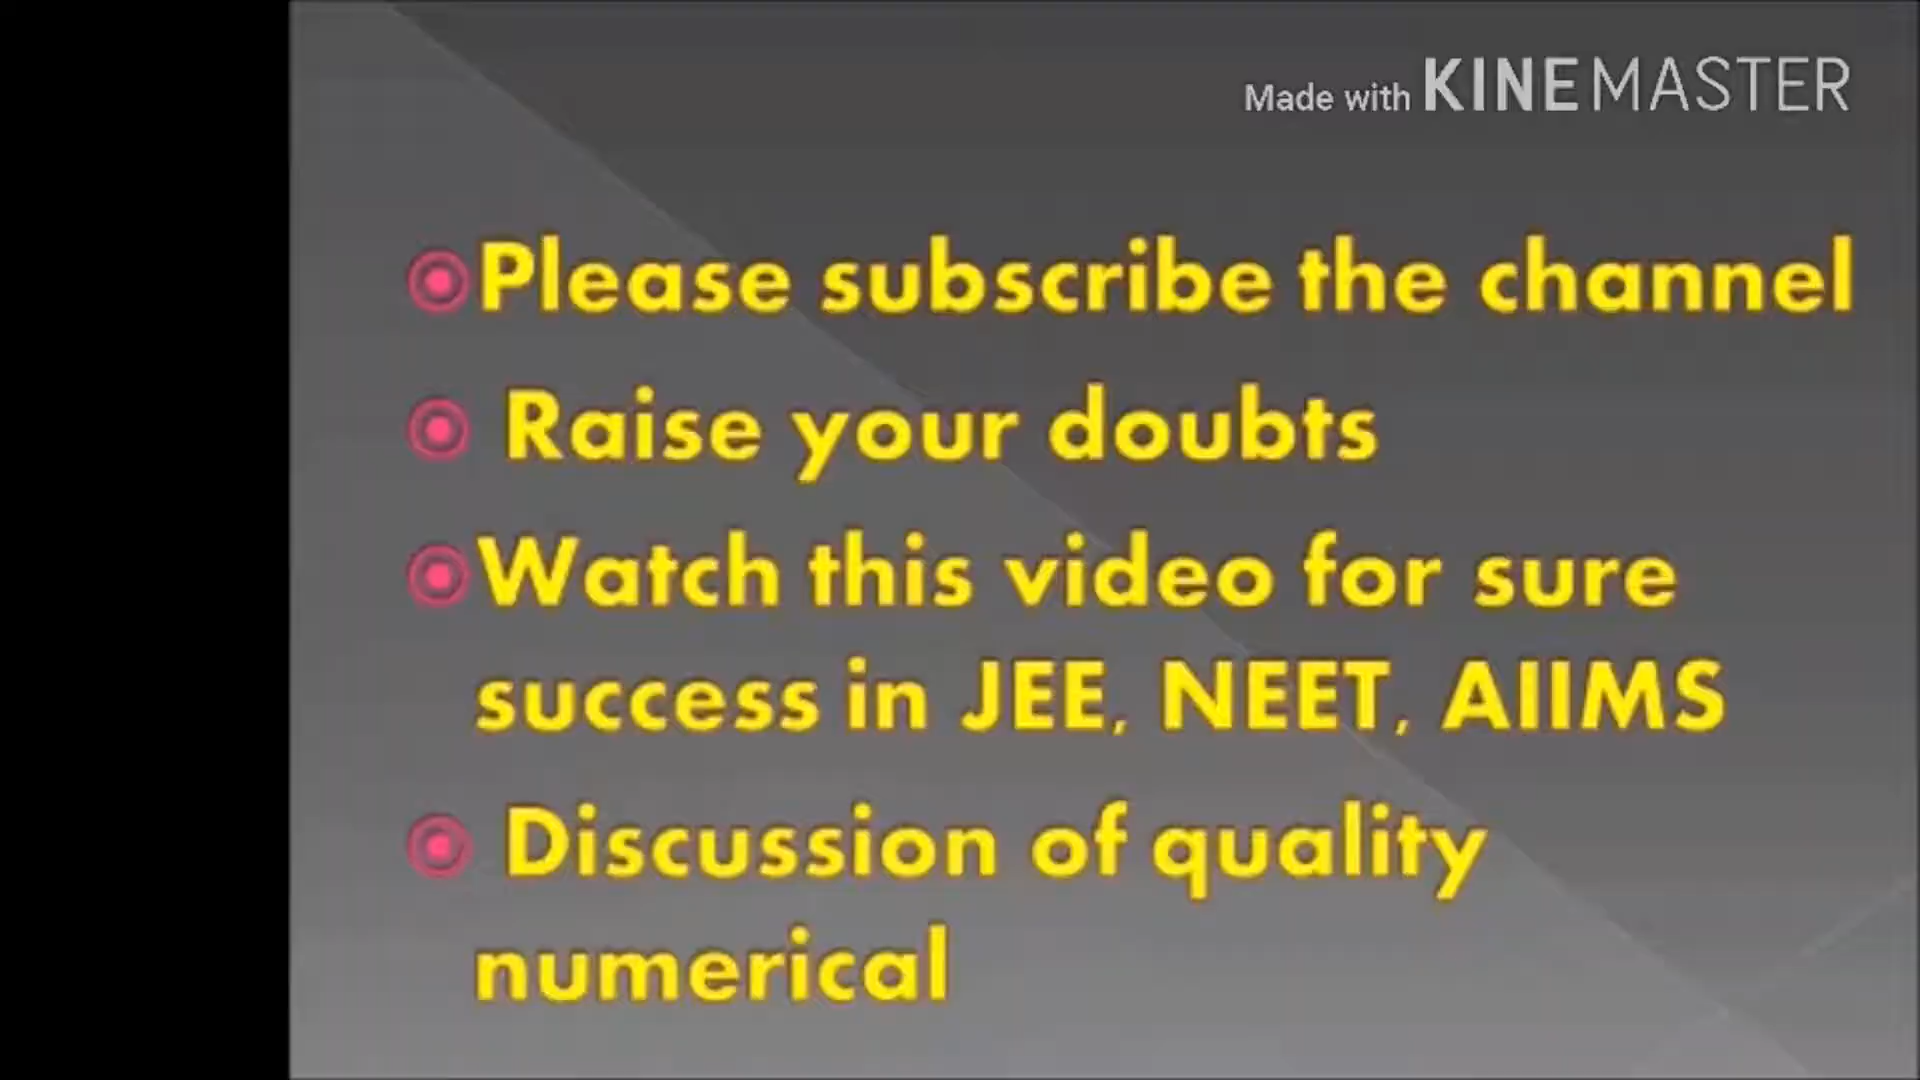 Made with KINEMASTER
Please subscribe the channel
Raise your doubts
Watch this video for sure
success in JEE, NEET, AIIMS
Discussion of quality
numerical